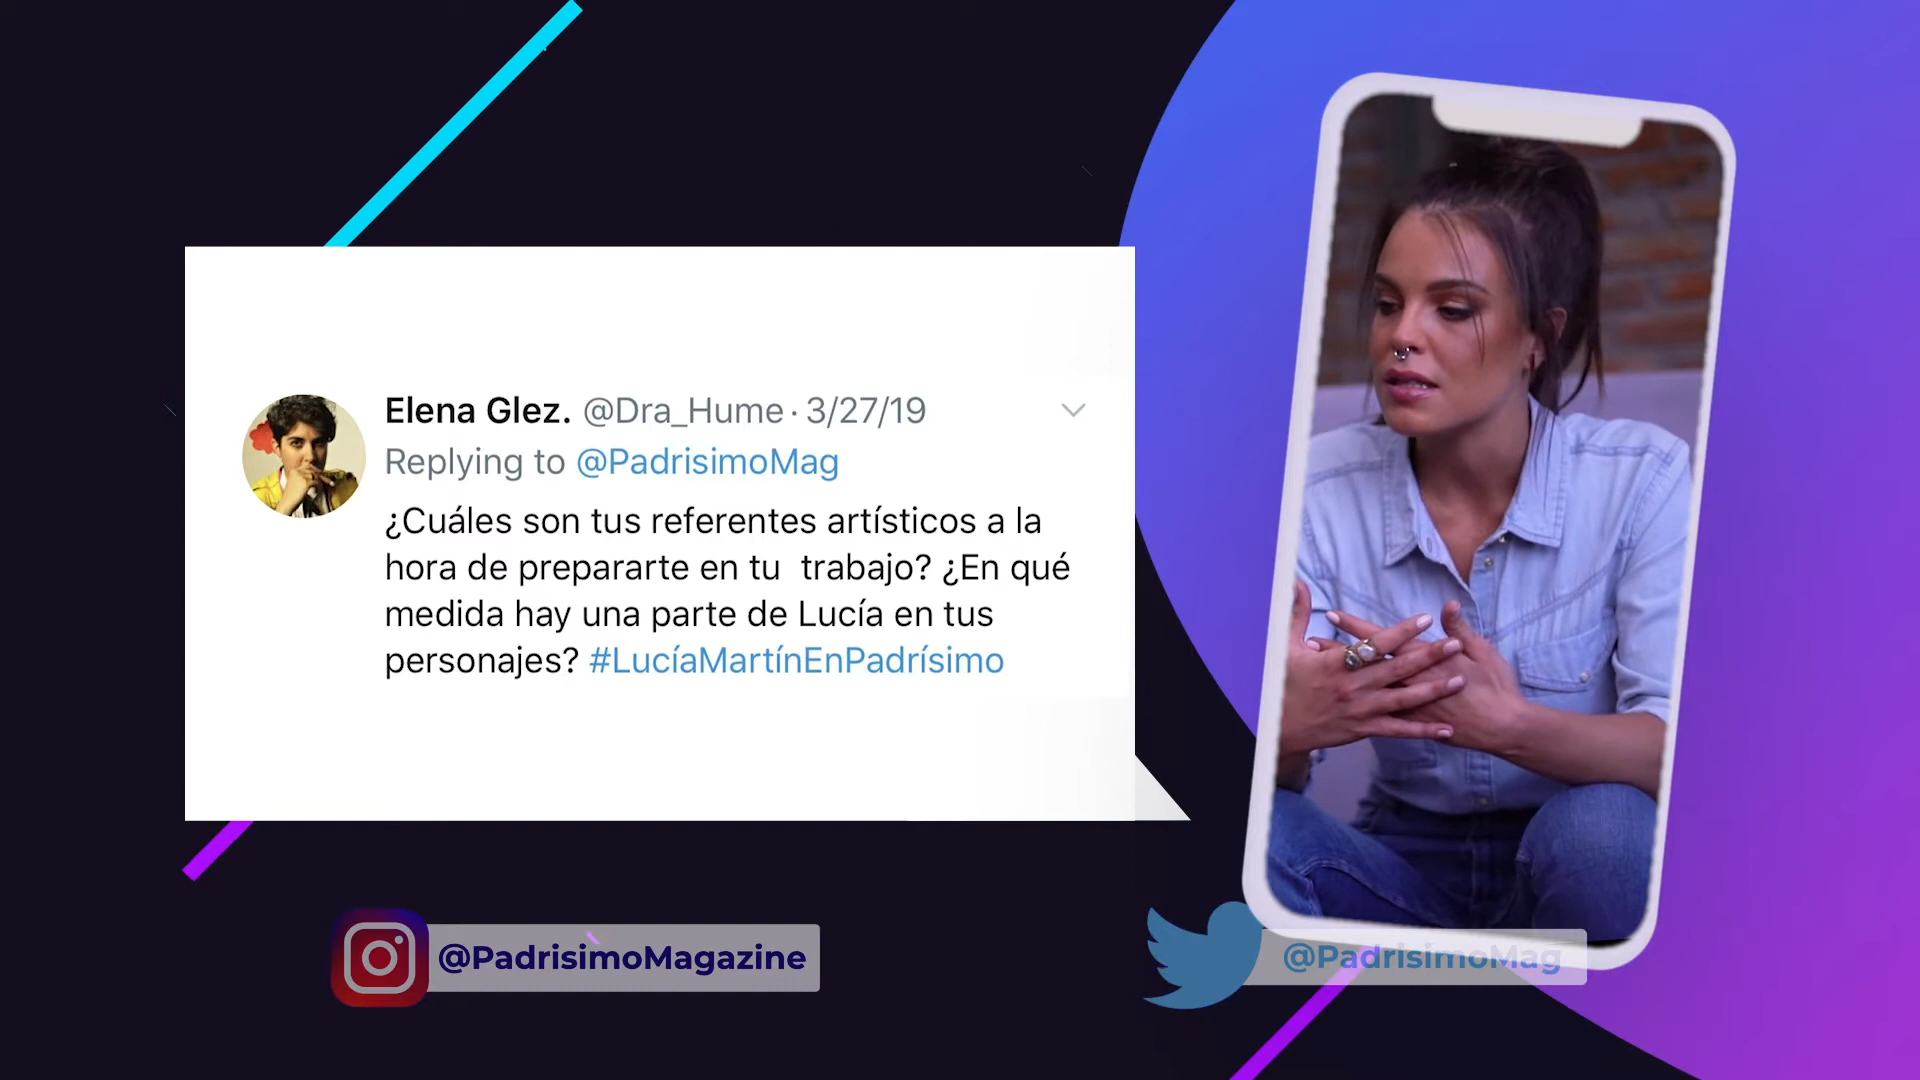 Elena Glez. @Dra_Hume · 3/27/19
Replying to @PadrisimoMag
¿Cuáles son tus referentes artísticos a la
hora de prepararte en tu  trabajo? ¿En qué
medida hay una parte de Lucía en tus
personajes? #LucíaMartínEnPadrísimo
@PadrisimoMagazine
@PadrisimoMag